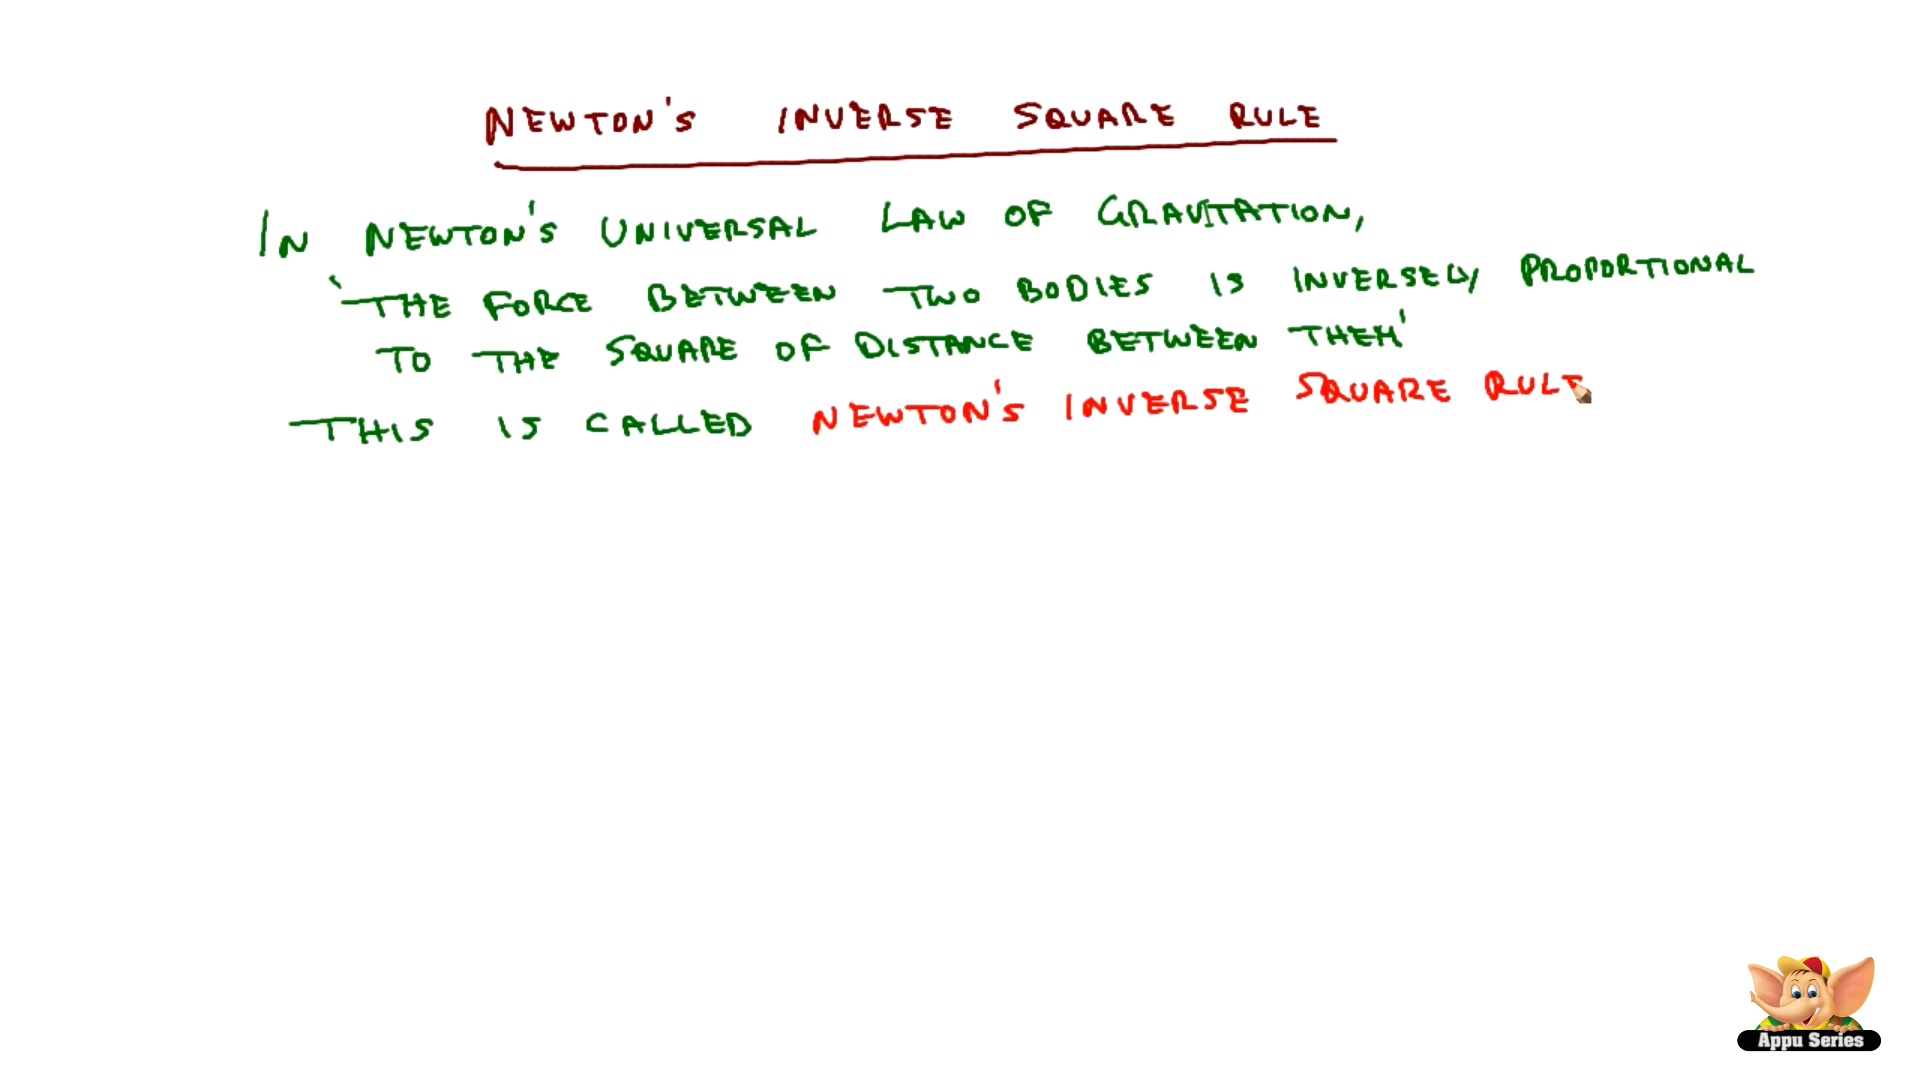 NEWTON'S INVERSE SQUARE RULE
IN NEWTON'S UNIVERSAL LAW OF GRAVITATION,
'THE FORCE BETWEEN TWO BODIES IS INVERSELY PROPORTIONAL
TO THE SQUARE OF DISTANCE BETWEEN THEM'
THIS IS CALLED NEWTON'S INVERSE SQUARE RULE
Appu Series